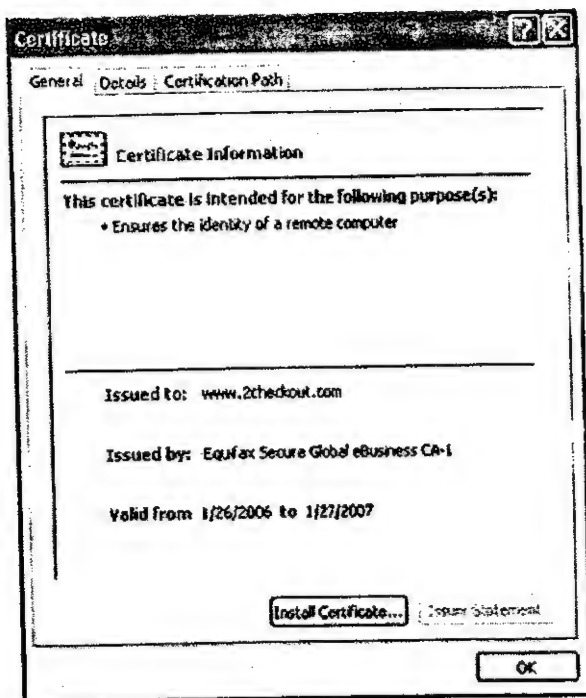 Certificate
General Details Certification Path
Certificate Information
This certificate is intended for the following purpose(s):
• Ensures the identity of a remote computer
Issued to: www.2checkout.com
Issued by: Equifax Secure Global eBusiness CA-1
Valid from 1/26/2006 to 1/27/2007
Install Certificate... Issuer Statement
OK